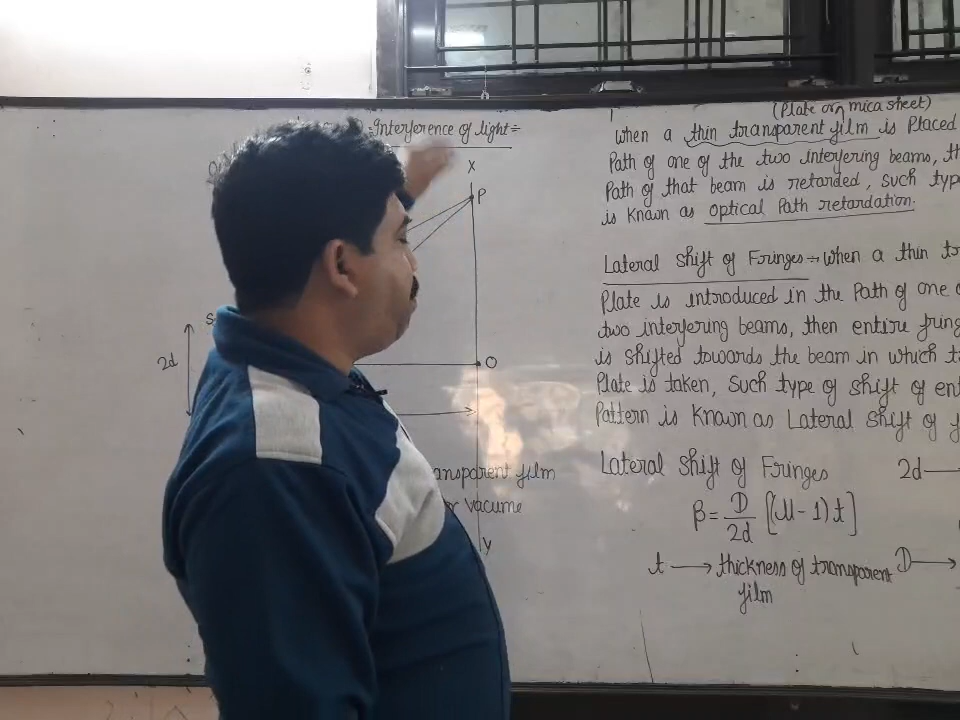 =Interference of light=
X
P
S
2d
O
ansparent film
or vacume
Y
(Plate or mica sheet)
When a thin transparent film is Placed
Path of one of the two interfering beams, th
Path of that beam is retarded, such type
is Known as optical Path retardation.
Lateral shift of Fringes → When a thin tr
Plate is introduced in the Path of one o
two interfering beams, then entire fring
is shifted towards the beam in which t
Plate is taken, Such type of shift of ent
Pattern is Known as Lateral shift of f
Lateral shift of Fringes
2d →
β = D/2d [(μ - 1) t]
t → thickness of transparent film
D →